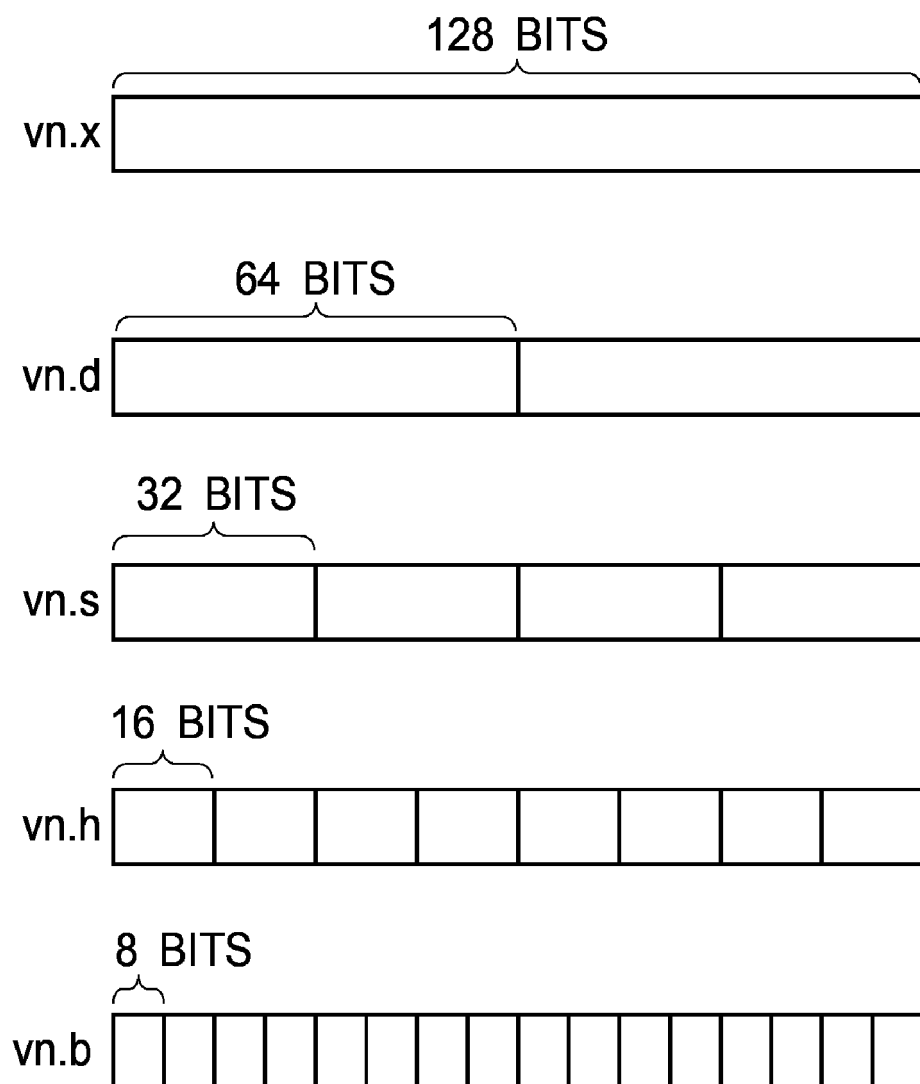 128 BITS
vn.x
64 BITS
vn.d
32 BITS
vn.s
16 BITS
vn.h
8 BITS
vn.b